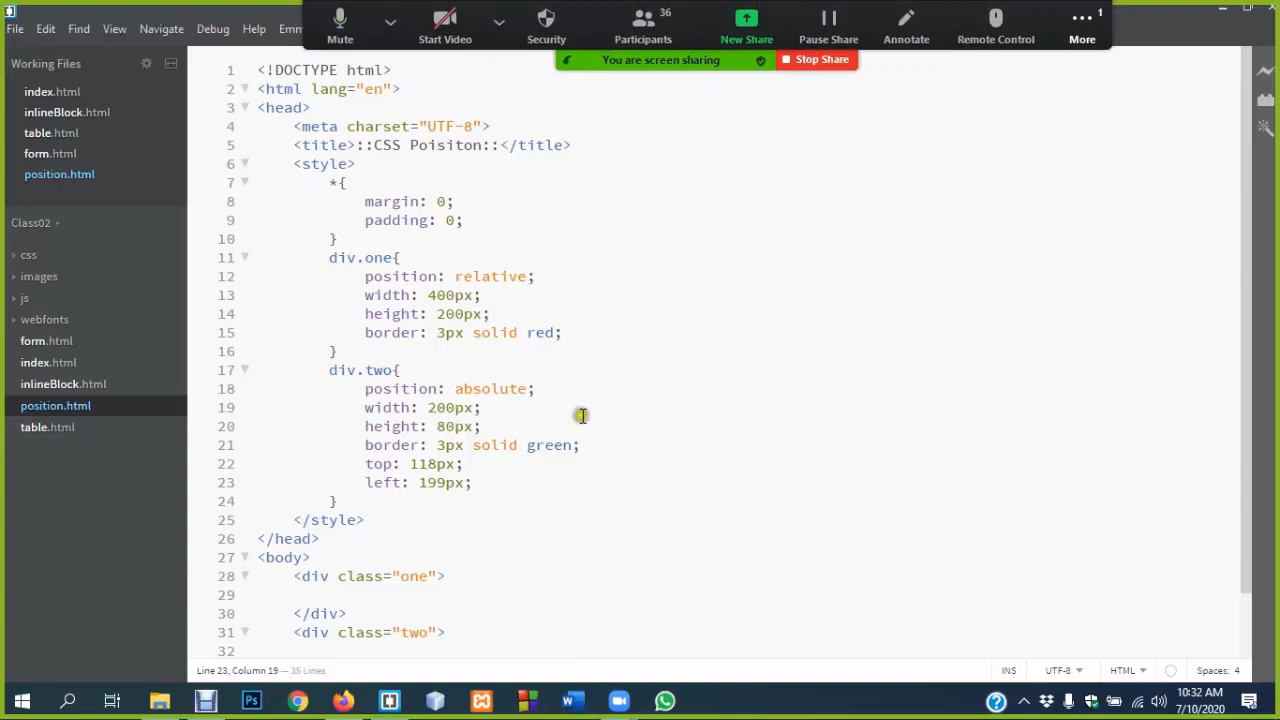 36
1
Mute
Start Video
Security
Participants
New Share
Pause Share
Annotate
Remote Control
More
You are screen sharing
Stop Share
File Edit Find View Navigate Debug Help Emm
Working Files
index.html
inlineBlock.html
table.html
form.html
position.html
Class02
css
images
js
webfonts
form.html
index.html
inlineBlock.html
position.html
table.html
1 <!DOCTYPE html>
2 <html lang="en">
3 <head>
4 <meta charset="UTF-8">
5 <title>::CSS Poisiton::</title>
6 <style>
7 *{
8 margin: 0;
9 padding: 0;
10 }
11 div.one{
12 position: relative;
13 width: 400px;
14 height: 200px;
15 border: 3px solid red;
16 }
17 div.two{
18 position: absolute;
19 width: 200px;
20 height: 80px;
21 border: 3px solid green;
22 top: 118px;
23 left: 199px;
24 }
25 </style>
26 </head>
27 <body>
28 <div class="one">
29
30 </div>
31 <div class="two">
32
Line 23, Column 19 — 35 Lines
INS UTF-8 HTML Spaces: 4
Ps
W
10:32 AM
7/10/2020